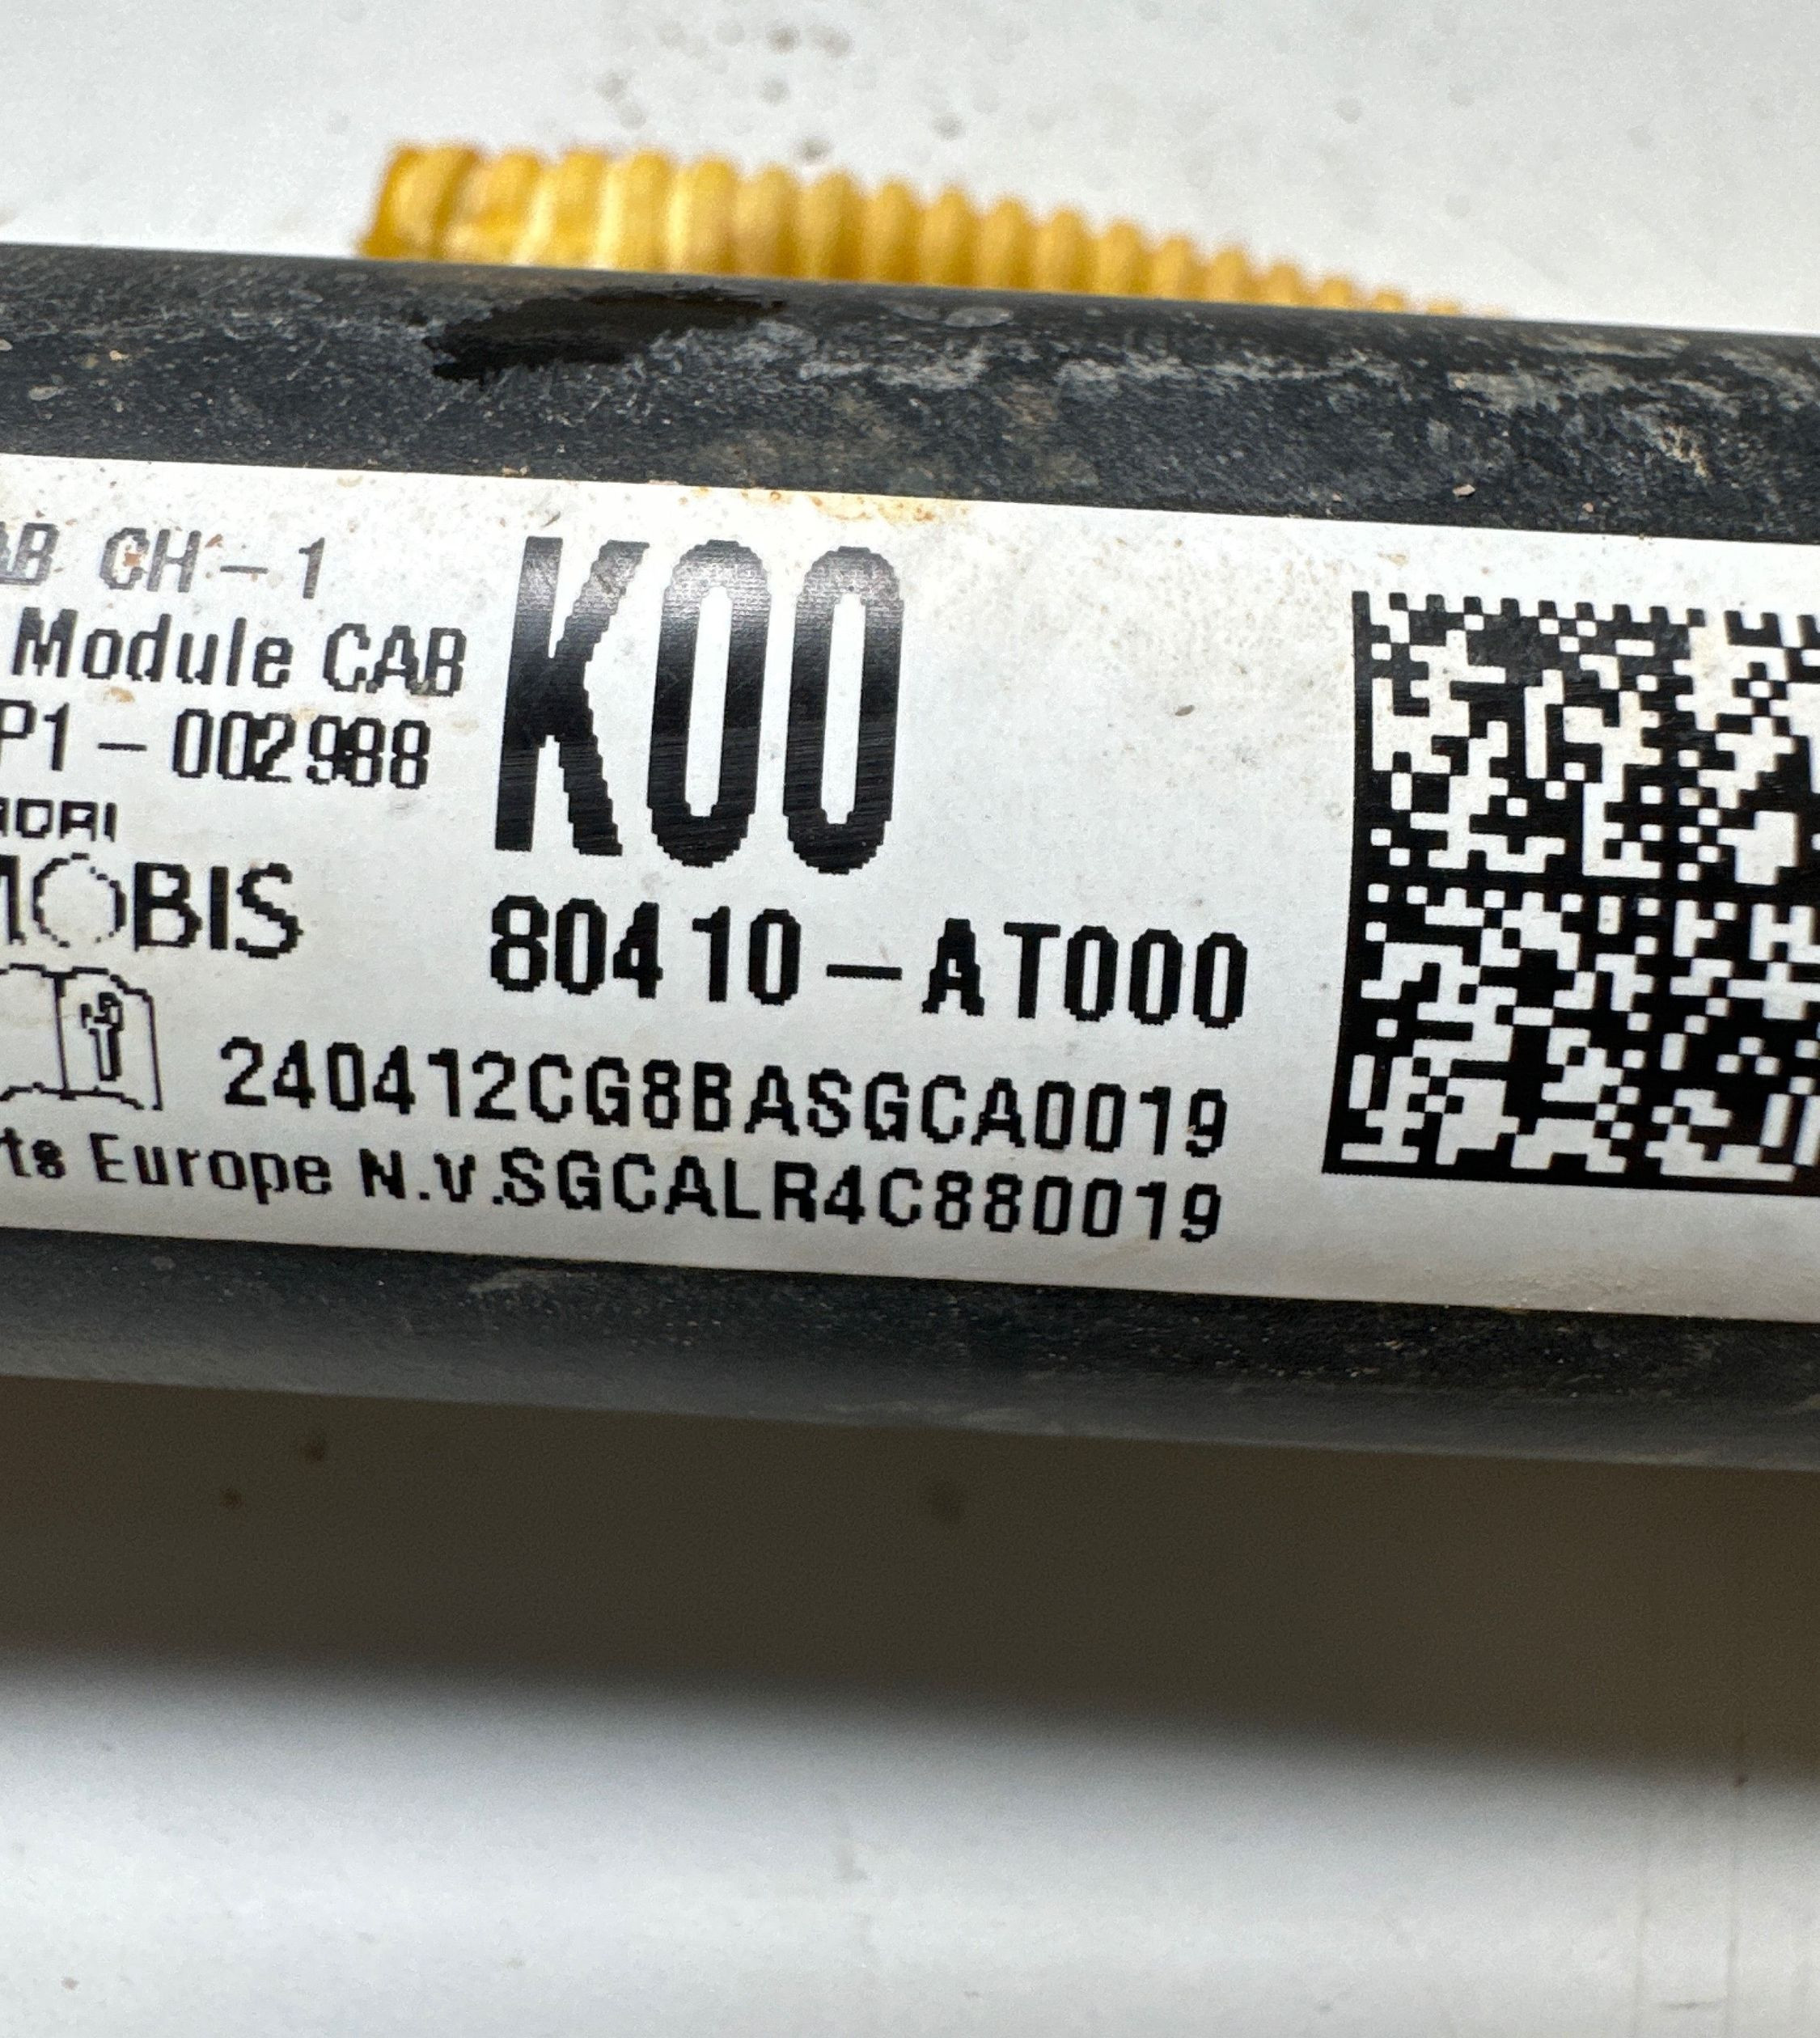 AB CH-1
Module CAB
P1-002988
K00
MOBIS
80410-AT000
240412CG8BASGCA0019
ts Europe N.V.SGCALR4C880019